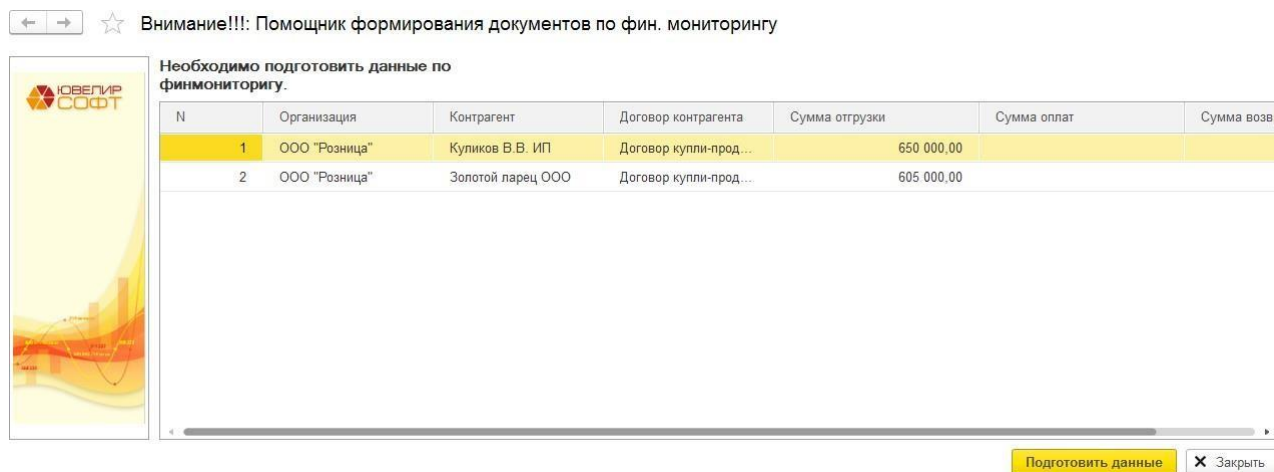 Внимание!!!: Помощник формирования документов по фин. мониторингу
ЮВЕЛИР
СОФТ
Необходимо подготовить данные по
финмониторигу.
N Организация Контрагент Договор контрагента Сумма отгрузки Сумма оплат Сумма возв
1 ООО "Розница" Куликов В.В. ИП Договор купли-прод... 650 000,00
2 ООО "Розница" Золотой ларец ООО Договор купли-прод... 605 000,00
Подготовить данные X Закрыть